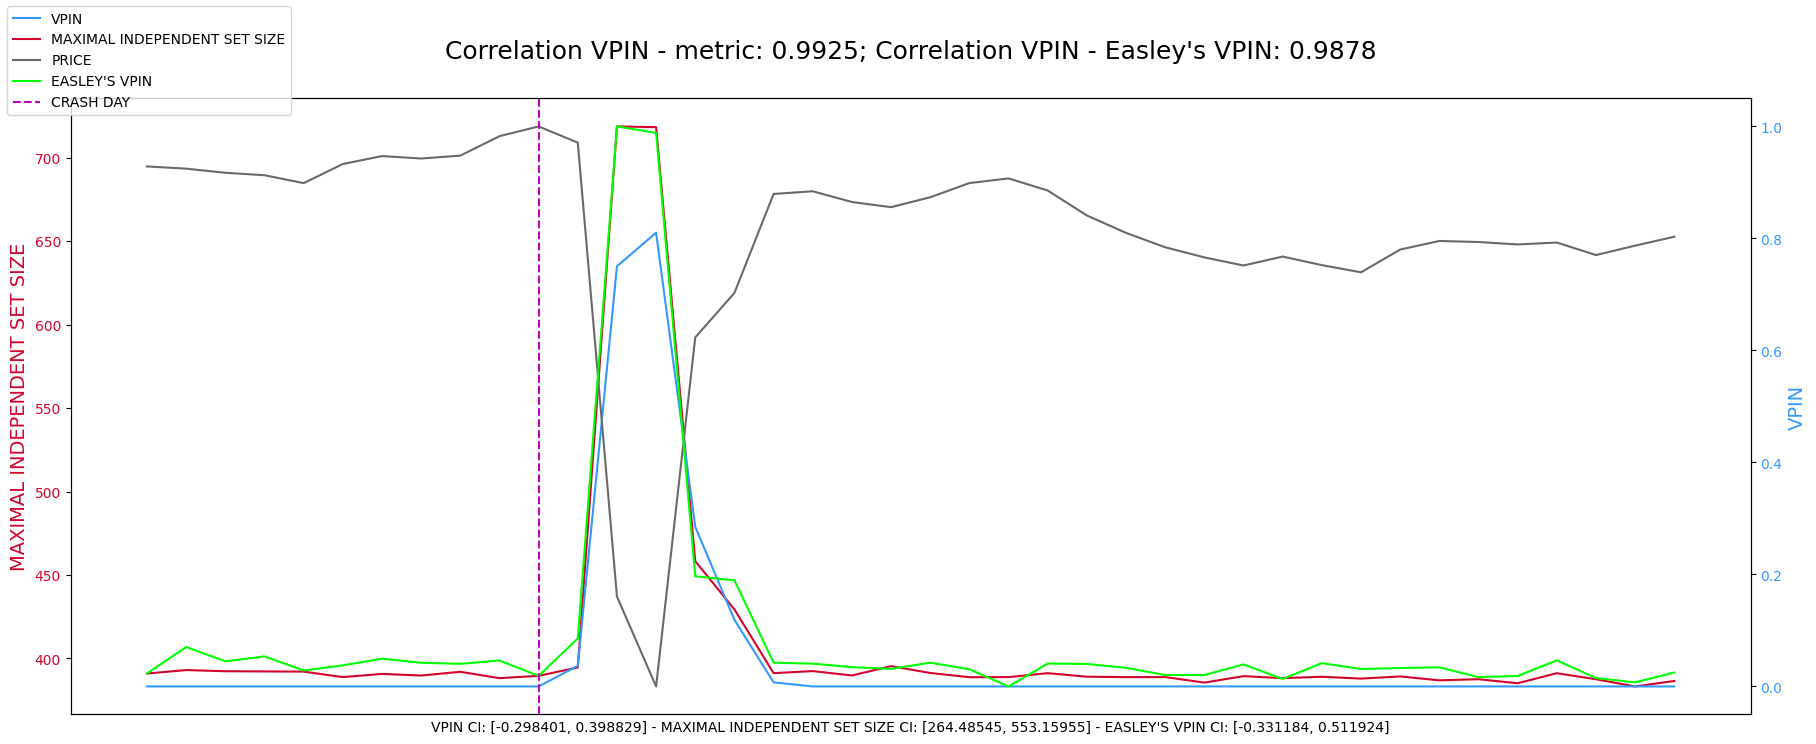 VPIN
MAXIMAL INDEPENDENT SET SIZE
PRICE
EASLEY'S VPIN
CRASH DAY
Correlation VPIN - metric: 0.9925; Correlation VPIN - Easley's VPIN: 0.9878
MAXIMAL INDEPENDENT SET SIZE
700
650
600
550
500
450
400
1.0
0.8
0.6
0.4
0.2
0.0
VPIN
VPIN CI: [-0.298401, 0.398829] - MAXIMAL INDEPENDENT SET SIZE CI: [264.48545, 553.15955] - EASLEY'S VPIN CI: [-0.331184, 0.511924]